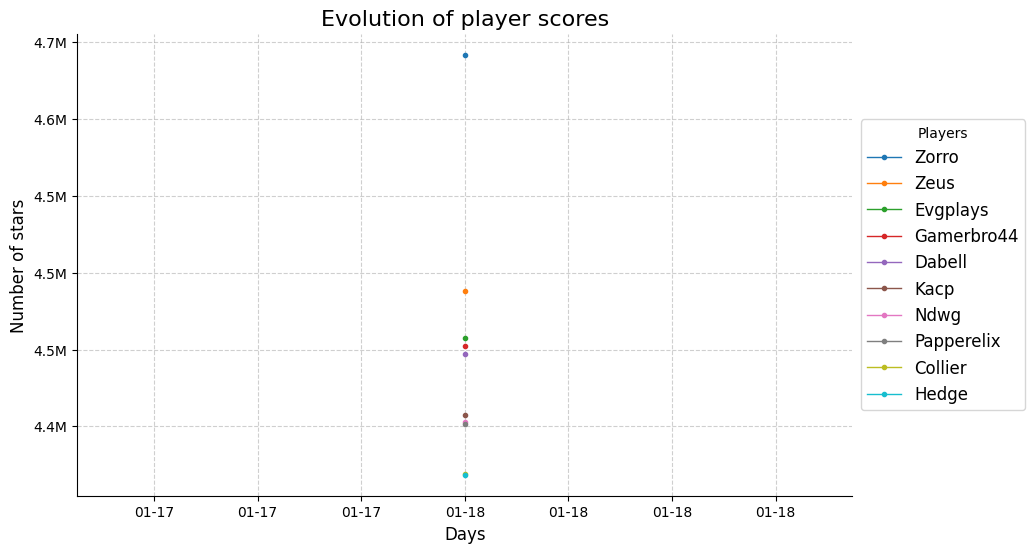 Evolution of player scores
4.7M
4.6M
4.5M
4.5M
4.5M
4.4M
Number of stars
01-17
01-17
01-17
01-18
01-18
01-18
01-18
Days
Players
Zorro
Zeus
Evgplays
Gamerbro44
Dabell
Kacp
Ndwg
Papperelix
Collier
Hedge